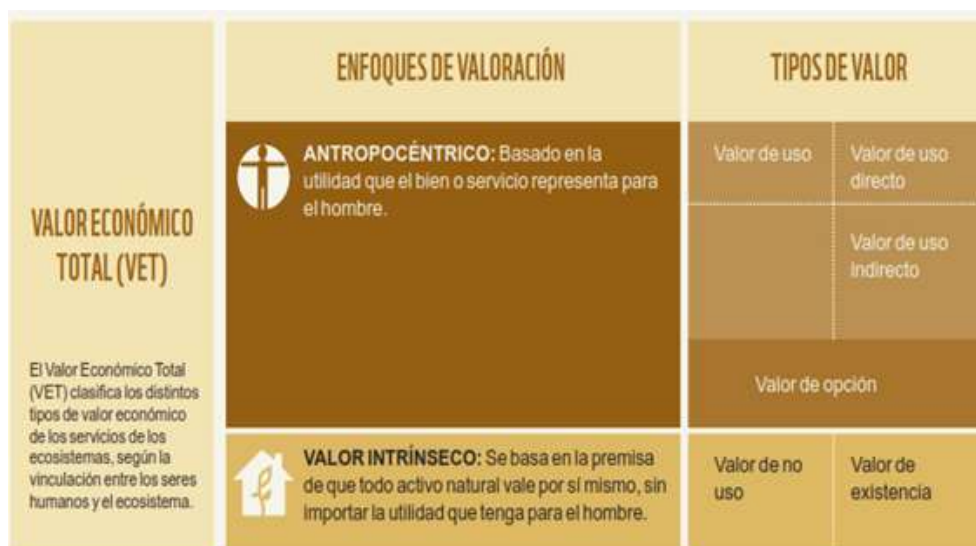 ENFOQUES DE VALORACIÓN
TIPOS DE VALOR
VALOR ECONÓMICO
TOTAL (VET)
El Valor Económico Total
(VET) clasifica los distintos
tipos de valor económico
de los servicios de los
ecosistemas, según la
vinculación entre los seres
humanos y el ecosistema.
ANTROPOCÉNTRICO: Basado en la
utilidad que el bien o servicio representa para
el hombre.
Valor de uso
Valor de uso
directo
Valor de uso
Indirecto
Valor de opción
VALOR INTRÍNSECO: Se basa en la premisa
de que todo activo natural vale por sí mismo, sin
importar la utilidad que tenga para el hombre.
Valor de no
uso
Valor de
existencia